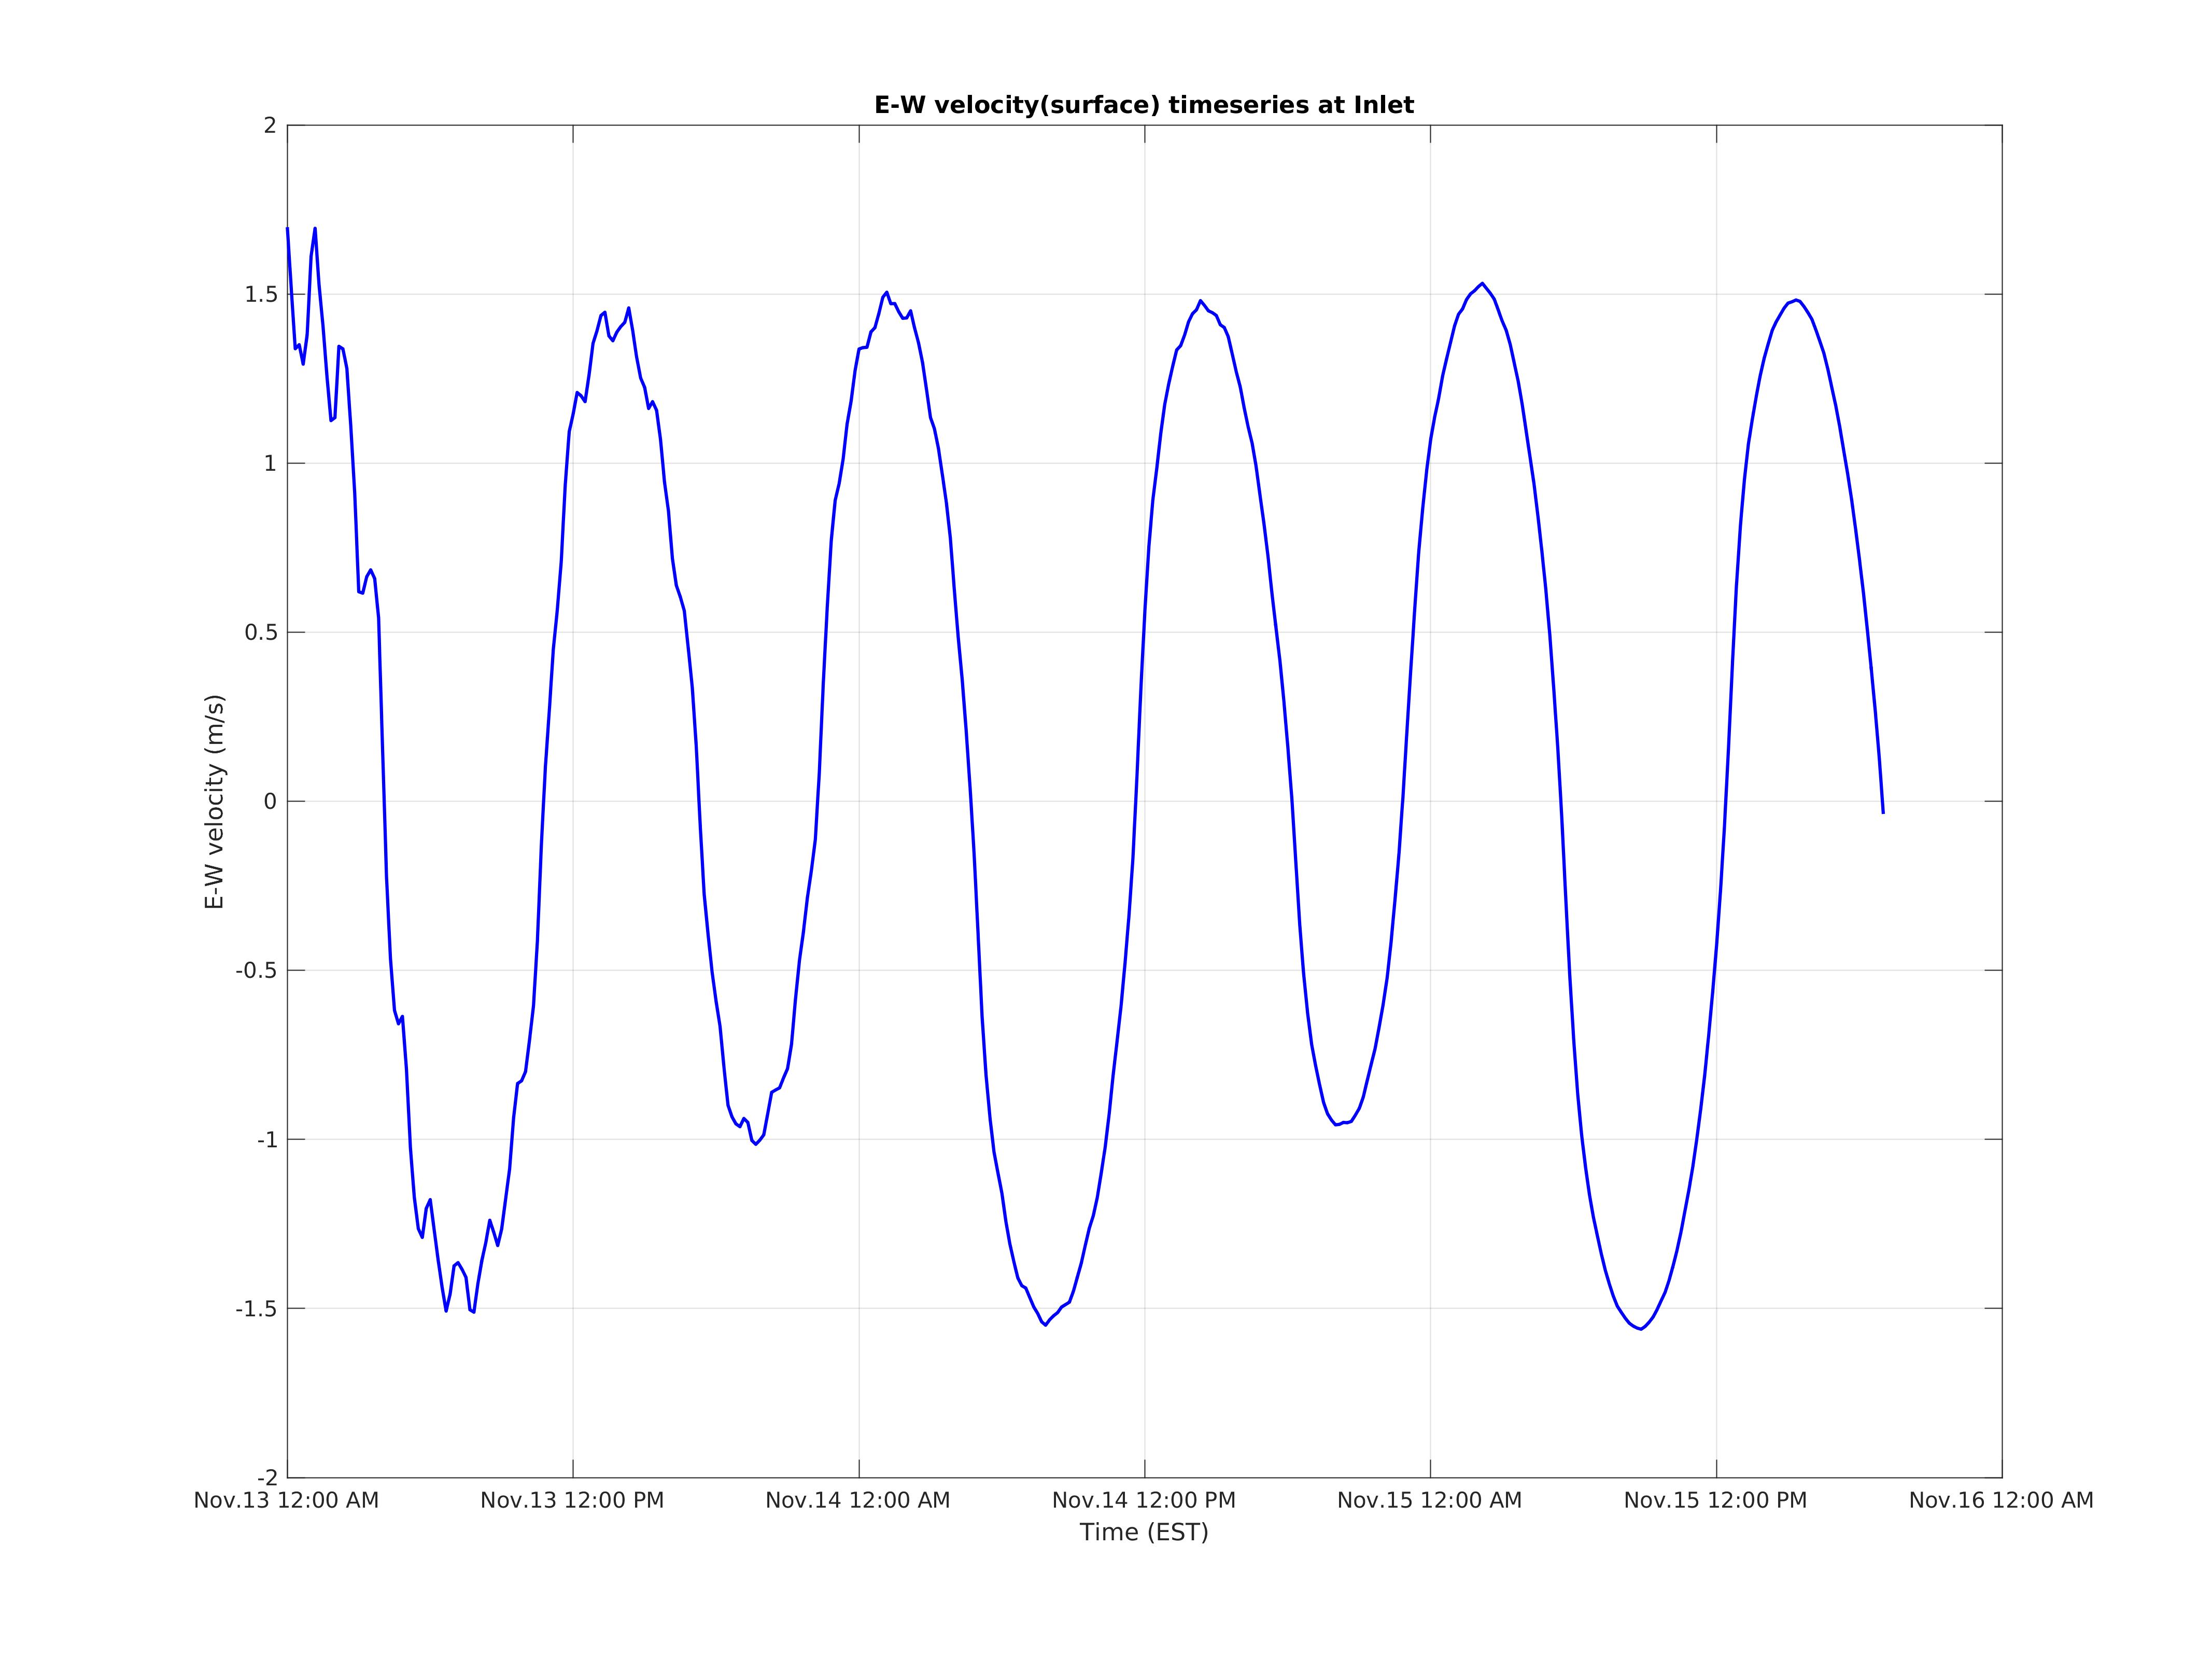 E-W velocity(surface) timeseries at Inlet
2
1.5
1
0.5
0
-0.5
-1
-1.5
-2
E-W velocity (m/s)
Nov.13 12:00 AM Nov.13 12:00 PM Nov.14 12:00 AM Nov.14 12:00 PM Nov.15 12:00 AM Nov.15 12:00 PM Nov.16 12:00 AM
Time (EST)